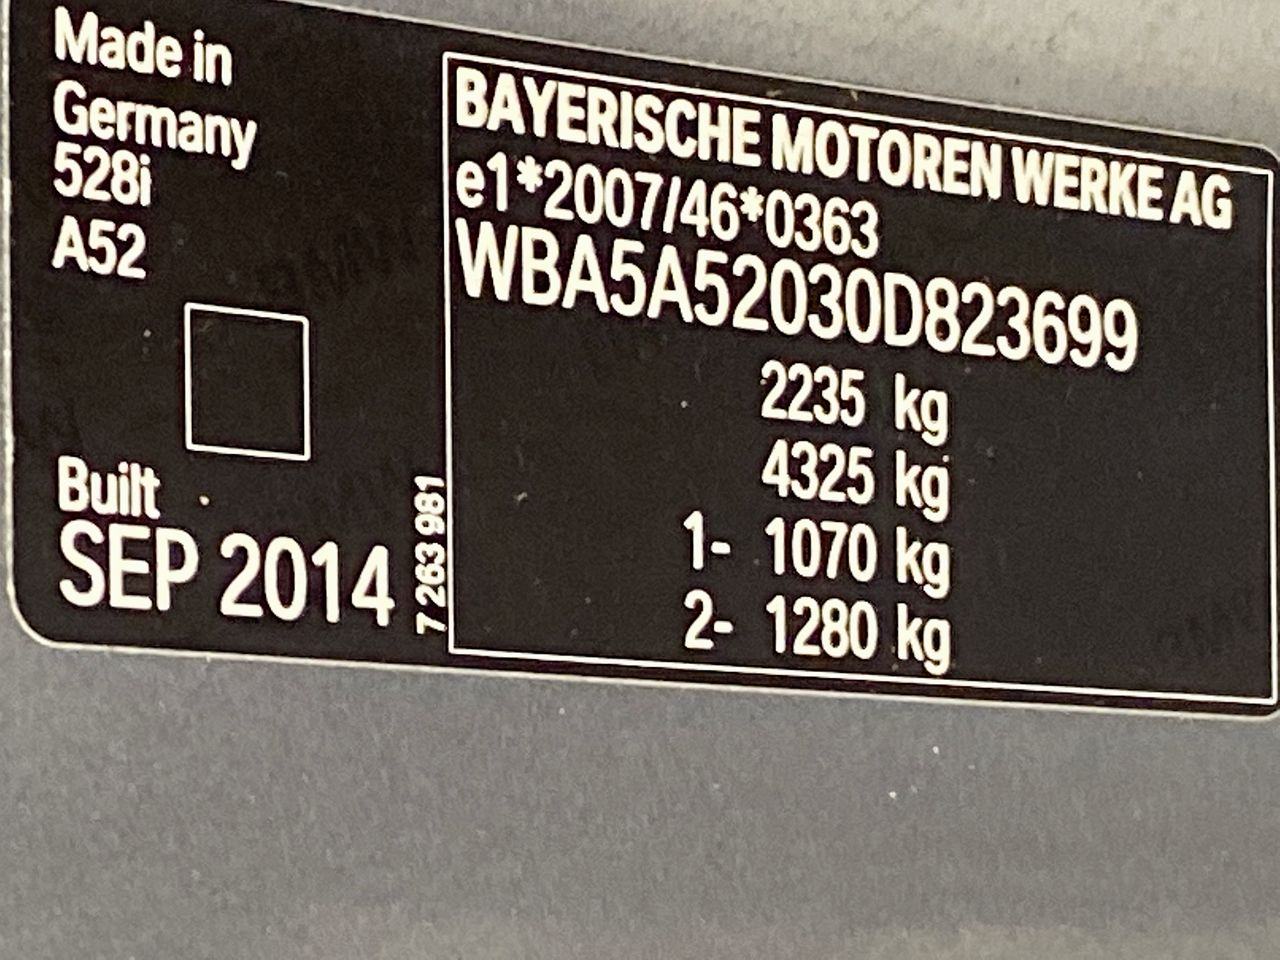 Made in
Germany
528i
A52
Built
SEP 2014
7 263 981
BAYERISCHE MOTOREN WERKE AG
e1*2007/46*0363
WBA5A52030D823699
2235 kg
4325 kg
1- 1070 kg
2- 1280 kg